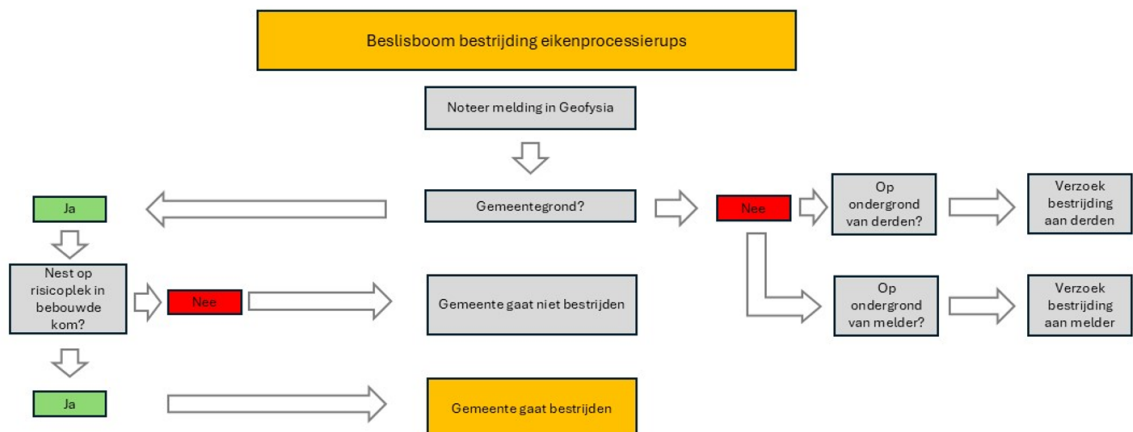 Beslisboom bestrijding eikenprocessierups
Noteer melding in Geofysia
Ja
Gemeentegrond?
Nee
Op
ondergrond
van derden?
Verzoek
bestrijding
aan derden
Nest op
risicoplek in
bebouwde
kom?
Nee
Gemeente gaat niet bestrijden
Op
ondergrond
van melder?
Verzoek
bestrijding
aan melder
Ja
Gemeente gaat bestrijden